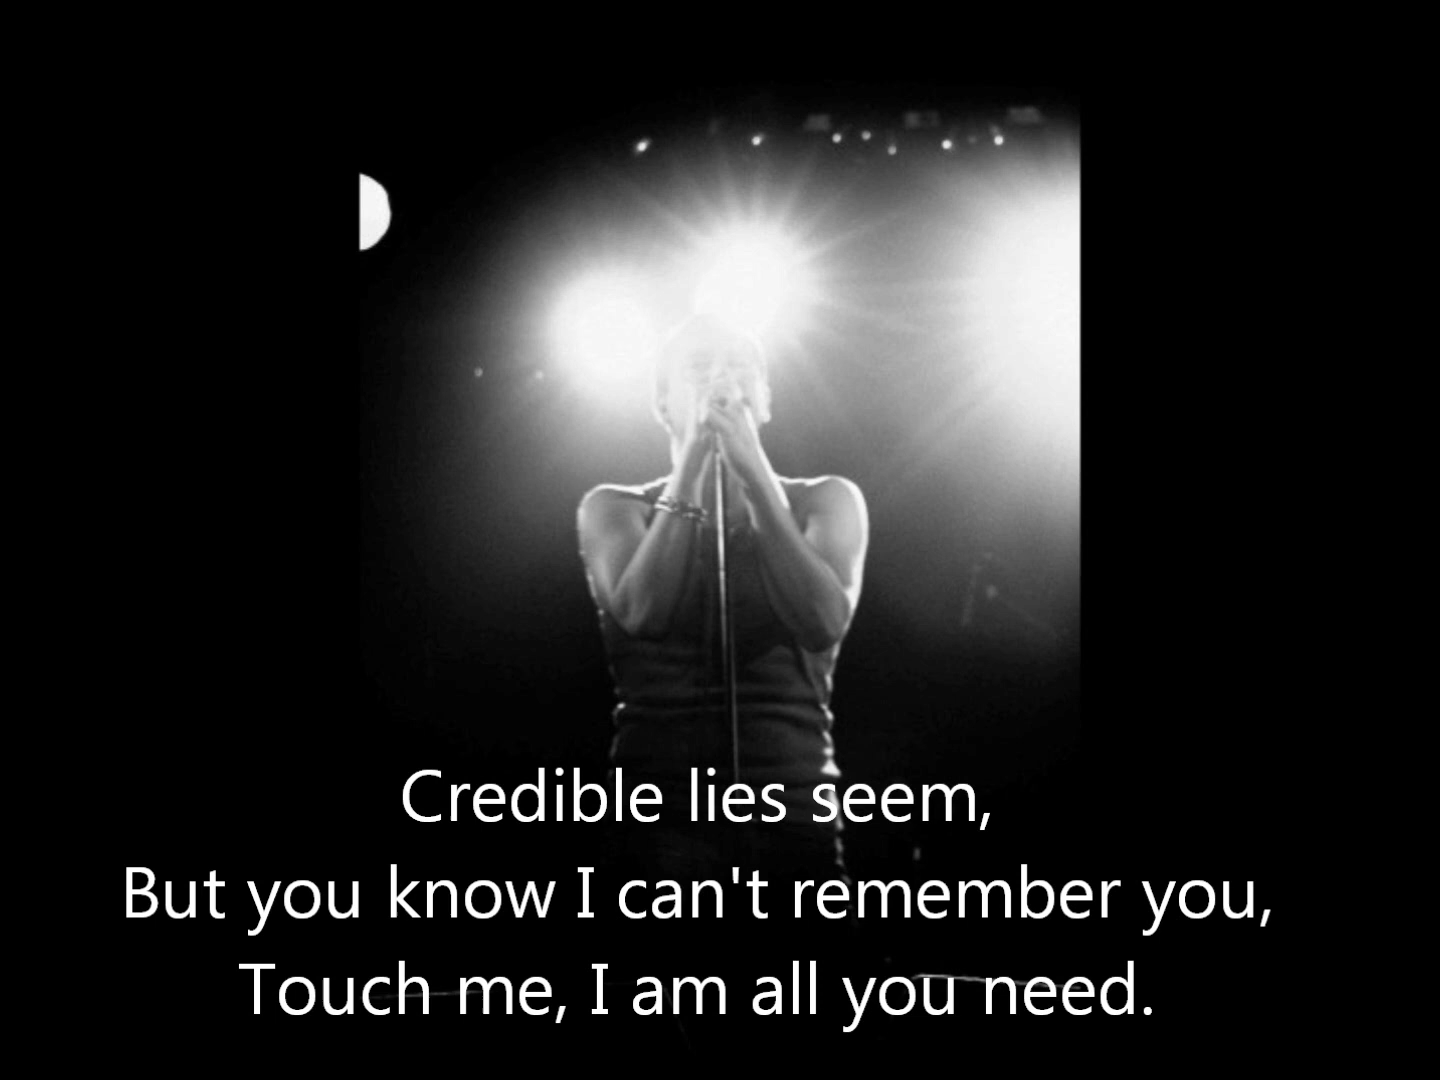 Credible lies seem,
But you know I can't remember you,
Touch me, I am all you need.